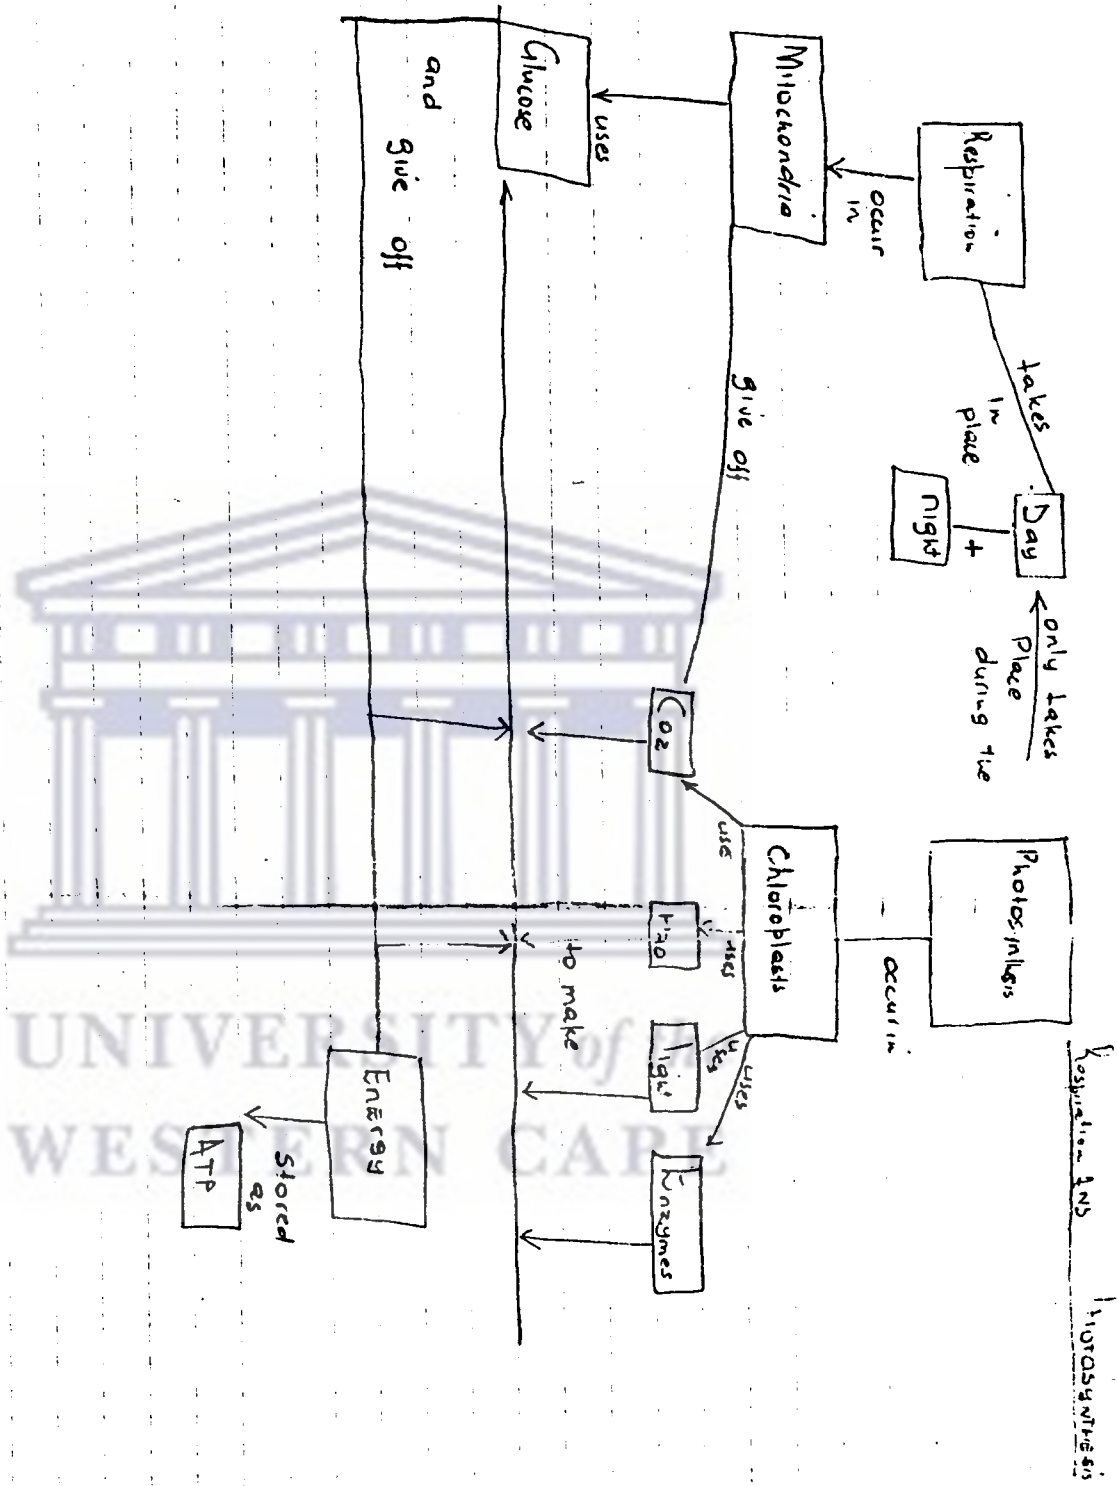 Respiration AND PHOTOSYNTHESIS
Respiration
takes
in
place
Day
+
night
only takes
Place
during the
occur
in
occur in
Mitochondria
Chloroplasts
uses
give off
use
uses
uses
uses
Glucose
CO2
H2O
light
Enzymes
to make
and give off
Energy
Stored
as
ATP
UNIVERSITY of the
WESTERN CAPE